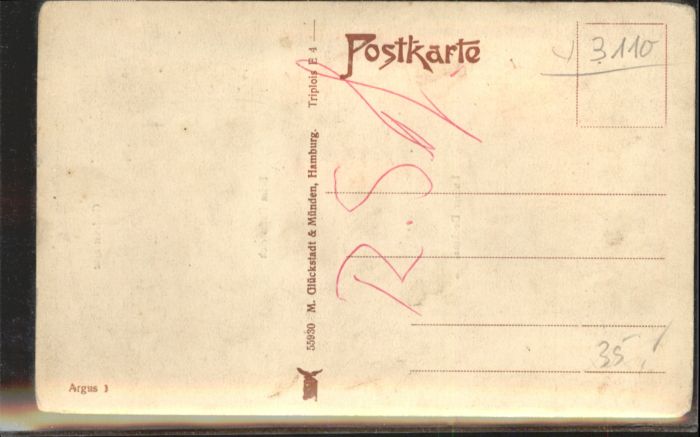 Postkarte
3110
55930 M. Glückstadt & Münden, Hamburg. Triplois E 4
R. S.
35,
Argus 3